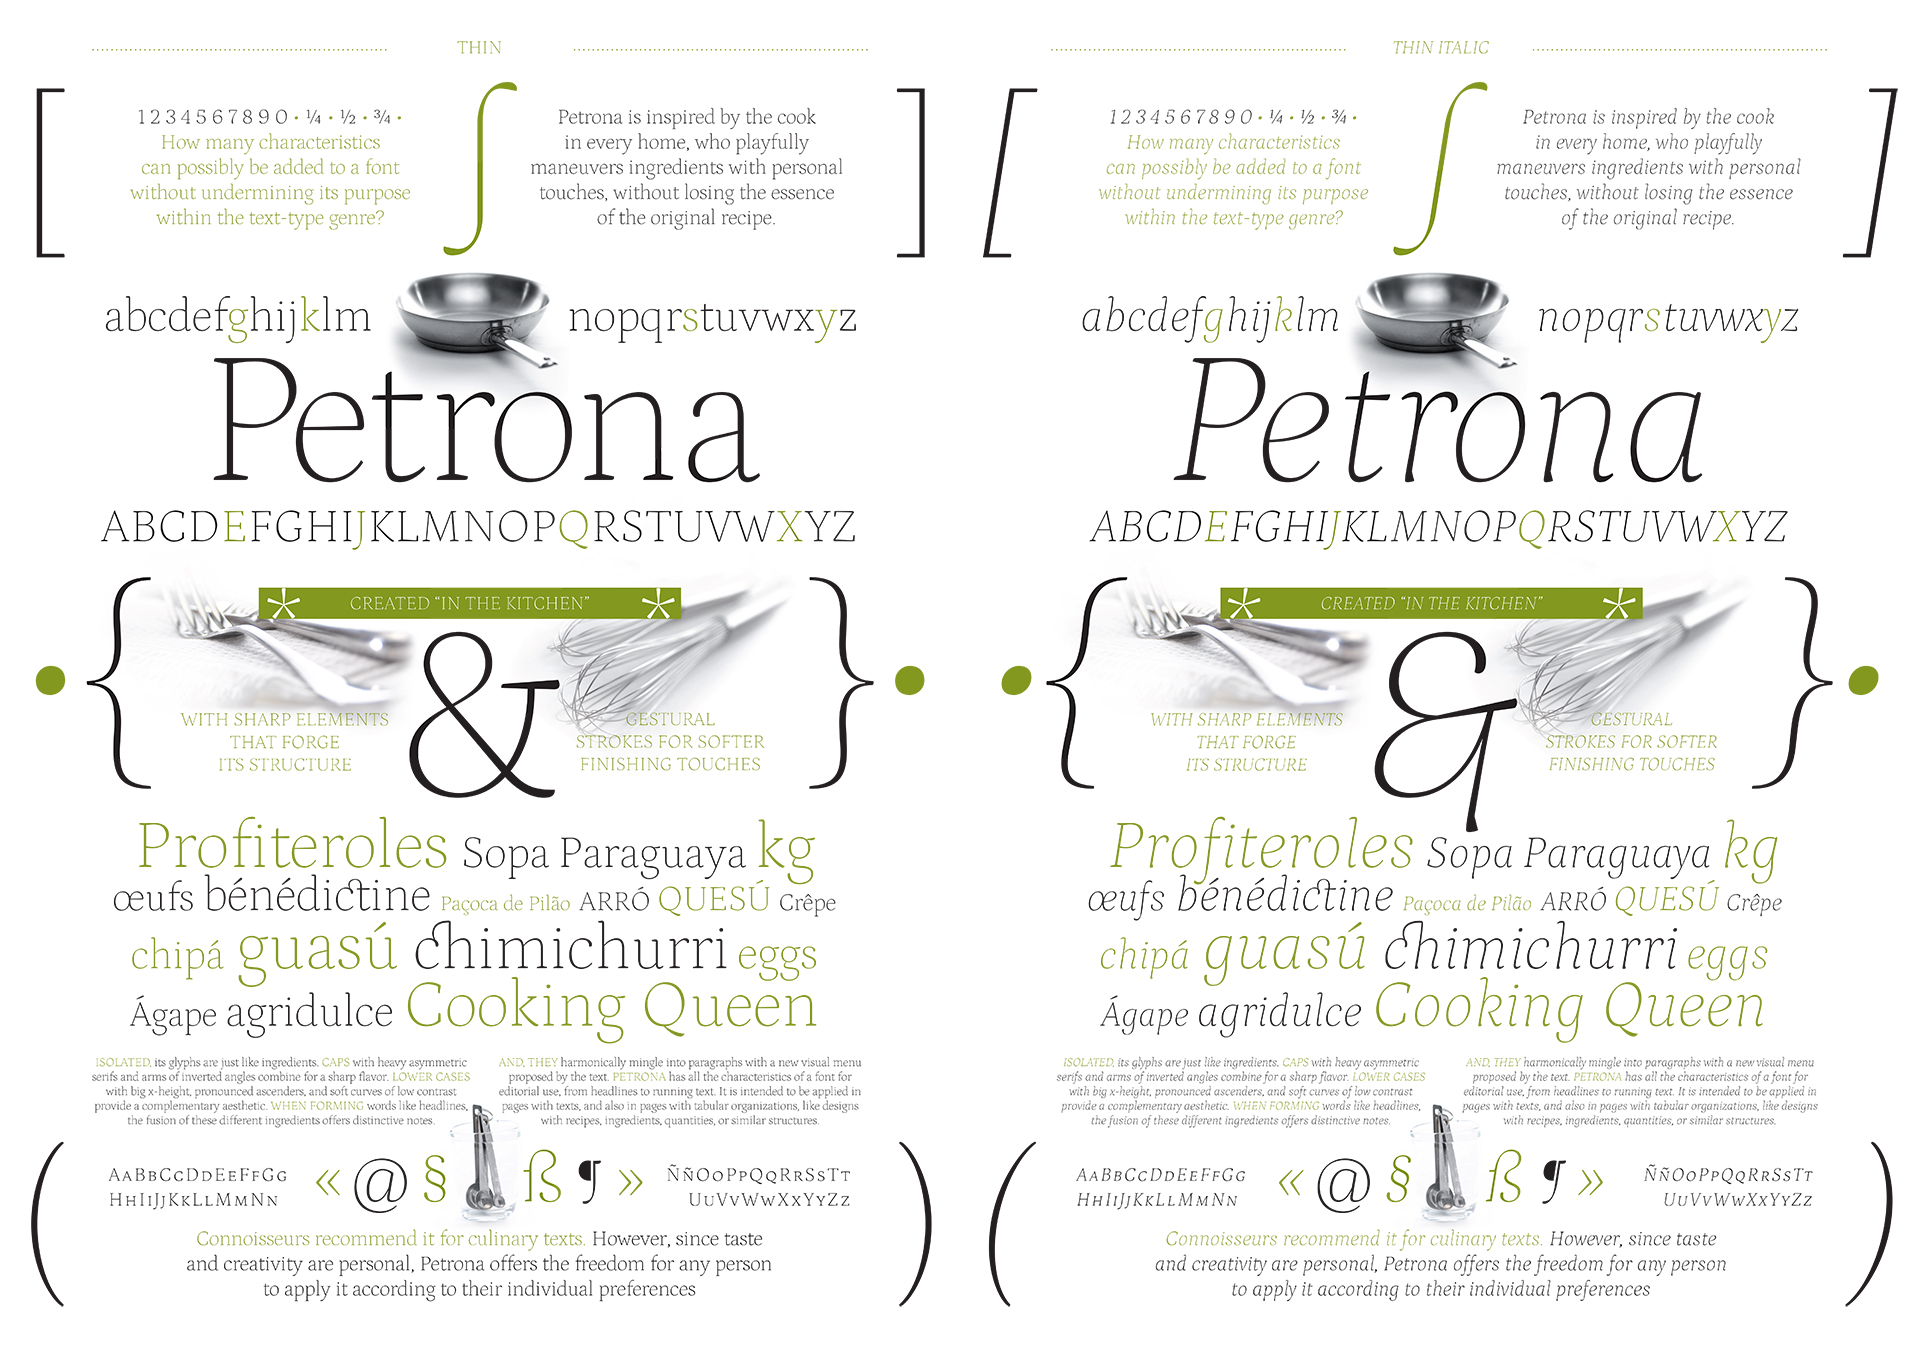 THIN
1 2 3 4 5 6 7 8 9 0 • ¼ • ½ • ¾ •
How many characteristics
can possibly be added to a font
without undermining its purpose
within the text-type genre?
∫
Petrona is inspired by the cook
in every home, who playfully
maneuvers ingredients with personal
touches, without losing the essence
of the original recipe.
abcdefghijklm nopqrstuvwxyz
Petrona
ABCDEFGHIJKLMNOPQRSTUVWXYZ
* CREATED “IN THE KITCHEN” *
WITH SHARP ELEMENTS
THAT FORGE
ITS STRUCTURE
&
GESTURAL
STROKES FOR SOFTER
FINISHING TOUCHES
Profiteroles Sopa Paraguaya kg
œufs bénédictine Paçoca de Pilão ARRÓ QUESÚ Crêpe
chipá guasú chimichurri eggs
Ágape agridulce Cooking Queen
ISOLATED, its glyphs are just like ingredients. CAPS with heavy asymmetric
serifs and arms of inverted angles combine for a sharp flavor. LOWER CASES
with big x-height, pronounced ascenders, and soft curves of low contrast
provide a complementary aesthetic. WHEN FORMING words like headlines,
the fusion of these different ingredients offers distinctive notes.
AND, THEY harmonically mingle into paragraphs with a new visual menu
proposed by the text. PETRONA has all the characteristics of a font for
editorial use, from headlines to running text. It is intended to be applied in
pages with texts, and also in pages with tabular organizations, like designs
with recipes, ingredients, quantities, or similar structures.
AABBCCDDEEFFGG
HHIIJJKKLLMMNN
« @ § ß ¶ »
ÑñOOPPQQRRSSTT
UUVVWWXXYYZZ
Connoisseurs recommend it for culinary texts. However, since taste
and creativity are personal, Petrona offers the freedom for any person
to apply it according to their individual preferences
THIN ITALIC
1 2 3 4 5 6 7 8 9 0 • ¼ • ½ • ¾ •
How many characteristics
can possibly be added to a font
without undermining its purpose
within the text-type genre?
∫
Petrona is inspired by the cook
in every home, who playfully
maneuvers ingredients with personal
touches, without losing the essence
of the original recipe.
abcdefghijklm nopqrstuvwxyz
Petrona
ABCDEFGHIJKLMNOPQRSTUVWXYZ
* CREATED “IN THE KITCHEN” *
WITH SHARP ELEMENTS
THAT FORGE
ITS STRUCTURE
&
GESTURAL
STROKES FOR SOFTER
FINISHING TOUCHES
Profiteroles Sopa Paraguaya kg
œufs bénédictine Paçoca de Pilão ARRÓ QUESÚ Crêpe
chipá guasú chimichurri eggs
Ágape agridulce Cooking Queen
ISOLATED, its glyphs are just like ingredients. CAPS with heavy asymmetric
serifs and arms of inverted angles combine for a sharp flavor. LOWER CASES
with big x-height, pronounced ascenders, and soft curves of low contrast
provide a complementary aesthetic. WHEN FORMING words like headlines,
the fusion of these different ingredients offers distinctive notes.
AND, THEY harmonically mingle into paragraphs with a new visual menu
proposed by the text. PETRONA has all the characteristics of a font for
editorial use, from headlines to running text. It is intended to be applied in
pages with texts, and also in pages with tabular organizations, like designs
with recipes, ingredients, quantities, or similar structures.
AABBCCDDEEFFGG
HHIIJJKKLLMMNN
« @ § ß ¶ »
ÑñOOPPQQRRSSTT
UUVVWWXXYYZZ
Connoisseurs recommend it for culinary texts. However, since taste
and creativity are personal, Petrona offers the freedom for any person
to apply it according to their individual preferences